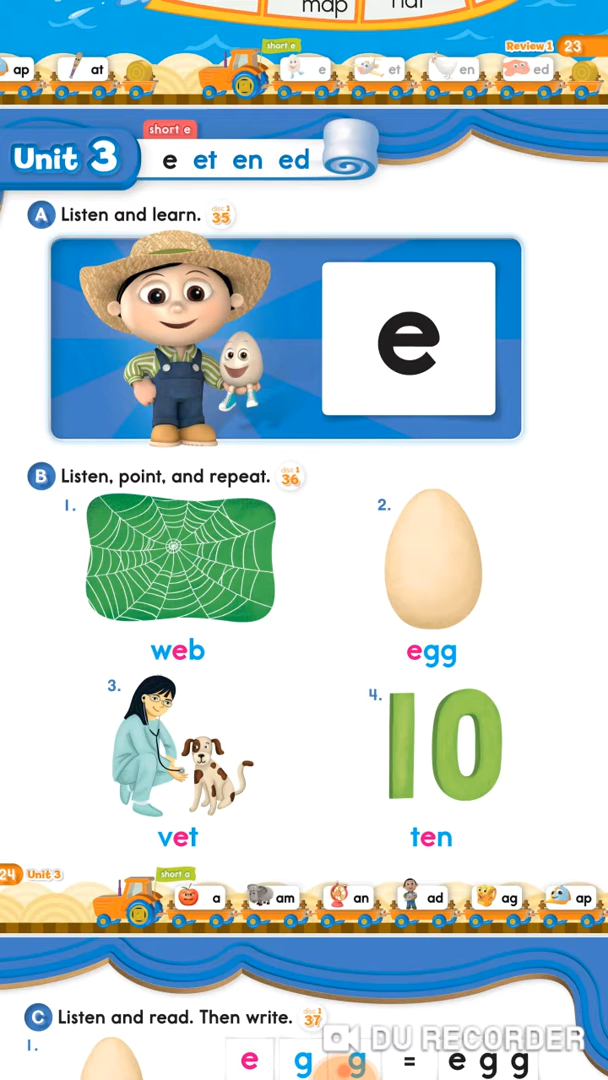 map
hat
short e
Review 1 23
ap at e et en ed
short e
Unit 3 e et en ed
A Listen and learn. disc 1 35
e
B Listen, point, and repeat. disc 1 36
1. 2.
web egg
3. 4. 10
vet ten
24 Unit 3 short a
a am an ad ag ap
C Listen and read. Then write. disc 1 37
DU RECORDER
1. e g g = e g g